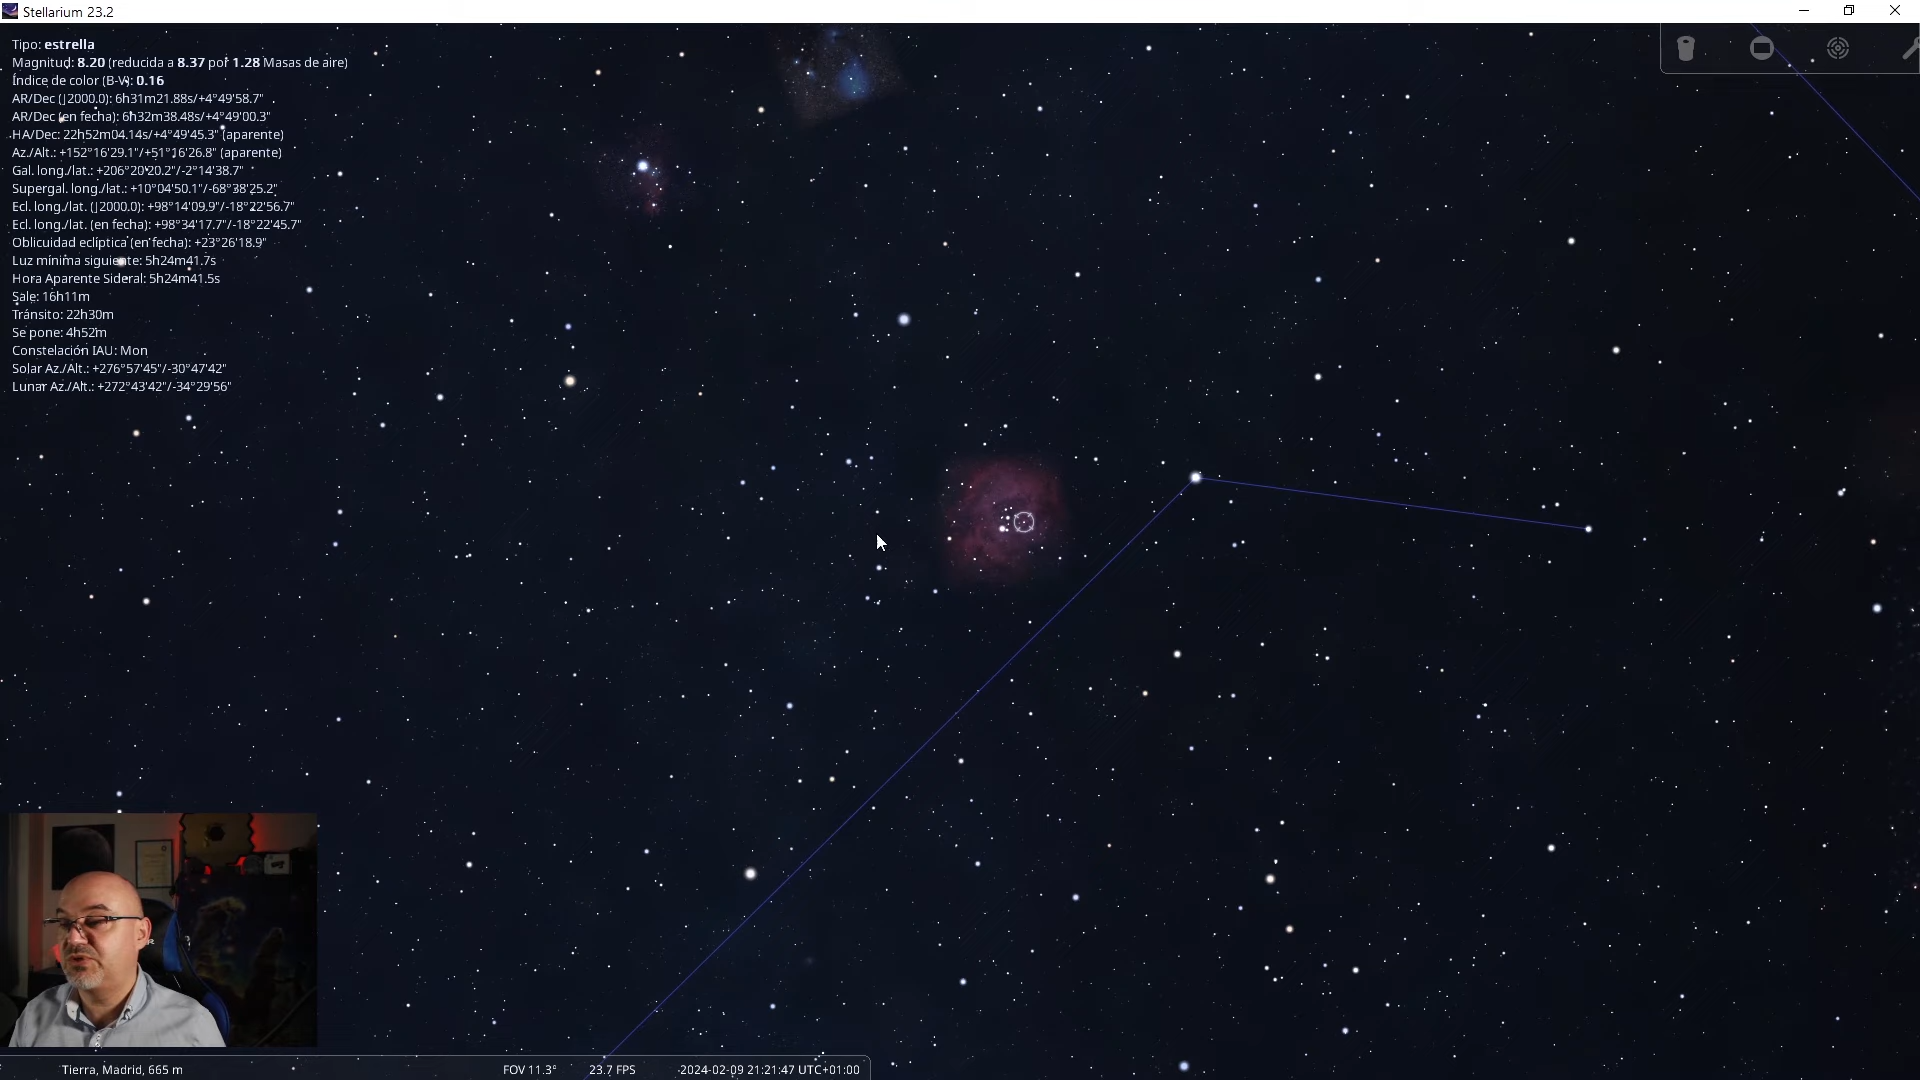 Stellarium 23.2
Tipo: estrella
Magnitud: 8.20 (reducida a 8.37 por 1.28 Masas de aire)
Índice de color (B-V): 0.16
AR/Dec (J2000.0): 6h31m21.88s/+4°49'58.7"
AR/Dec (en fecha): 6h32m38.48s/+4°49'00.3"
HA/Dec: 22h52m04.14s/+4°49'45.3" (aparente)
Az./Alt.: +152°16'29.1"/+51°16'26.8" (aparente)
Gal. long./lat.: +206°20'20.2"/-2°14'38.7"
Supergal. long./lat.: +10°04'50.1"/-68°38'25.2"
Ecl. long./lat. (J2000.0): +98°14'09.9"/-18°22'56.7"
Ecl. long./lat. (en fecha): +98°34'17.7"/-18°22'45.7"
Oblicuidad eclíptica (en fecha): +23°26'18.9"
Luz mínima siguiente: 5h24m41.7s
Hora Aparente Sideral: 5h24m41.5s
Sale: 16h11m
Tránsito: 22h30m
Se pone: 4h52m
Constelación IAU: Mon
Solar Az./Alt.: +276°57'45"/-30°47'42"
Lunar Az./Alt.: +272°43'42"/-34°29'56"
Tierra, Madrid, 665 m FOV 11.3° 23.7 FPS 2024-02-09 21:21:47 UTC+01:00